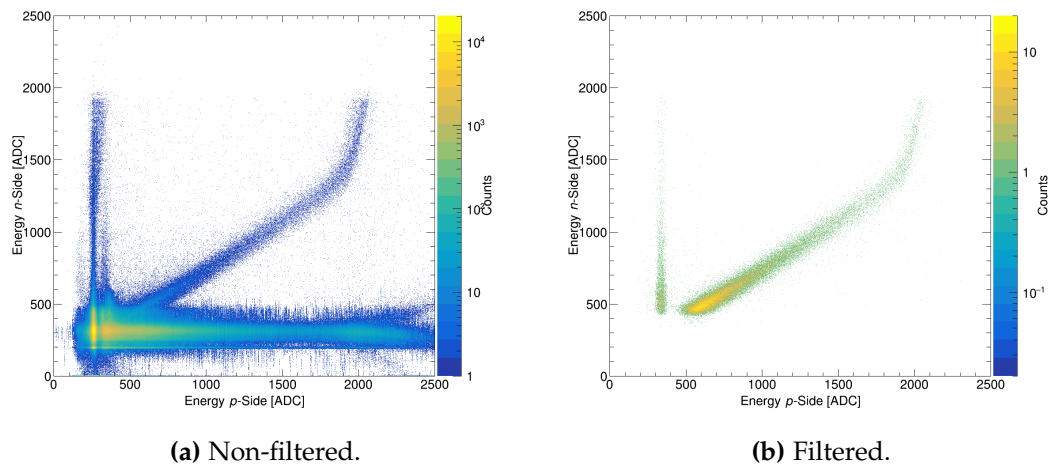 2500
2000
1500
1000
500
0
Energy n-Side [ADC]
0 500 1000 1500 2000 2500
Energy p-Side [ADC]
10⁴
10³
10²
10
1
Counts
(a) Non-filtered.
2500
2000
1500
1000
500
0
Energy n-Side [ADC]
0 500 1000 1500 2000 2500
Energy p-Side [ADC]
10
1
10⁻¹
Counts
(b) Filtered.